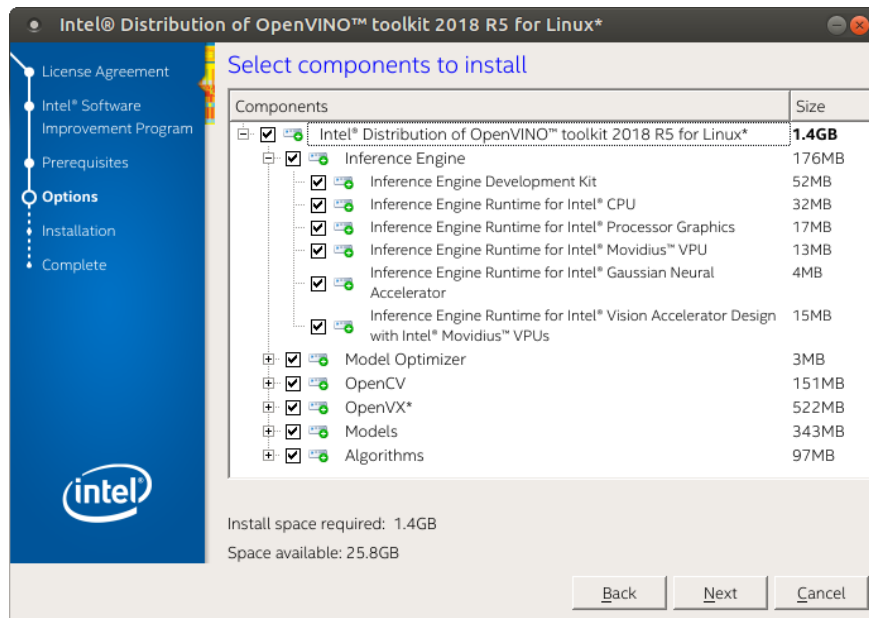 Intel® Distribution of OpenVINO™ toolkit 2018 R5 for Linux*
License Agreement
Intel® Software
Improvement Program
Prerequisites
Options
Installation
Complete
intel®
Select components to install
Components Size
Intel® Distribution of OpenVINO™ toolkit 2018 R5 for Linux* 1.4GB
Inference Engine 176MB
Inference Engine Development Kit 52MB
Inference Engine Runtime for Intel® CPU 32MB
Inference Engine Runtime for Intel® Processor Graphics 17MB
Inference Engine Runtime for Intel® Movidius™ VPU 13MB
Inference Engine Runtime for Intel® Gaussian Neural 4MB
Accelerator
Inference Engine Runtime for Intel® Vision Accelerator Design 15MB
with Intel® Movidius™ VPUs
Model Optimizer 3MB
OpenCV 151MB
OpenVX* 522MB
Models 343MB
Algorithms 97MB
Install space required: 1.4GB
Space available: 25.8GB
Back Next Cancel